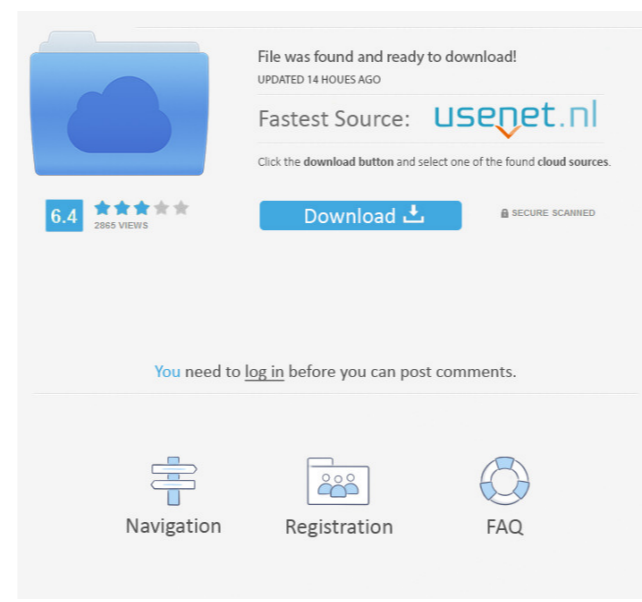 File was found and ready to download!
UPDATED 14 HOUES AGO
Fastest Source: usenet.nl
Click the download button and select one of the found cloud sources.
6.4
2865 VIEWS
Download
SECURE SCANNED
You need to log in before you can post comments.
Navigation
Registration
FAQ